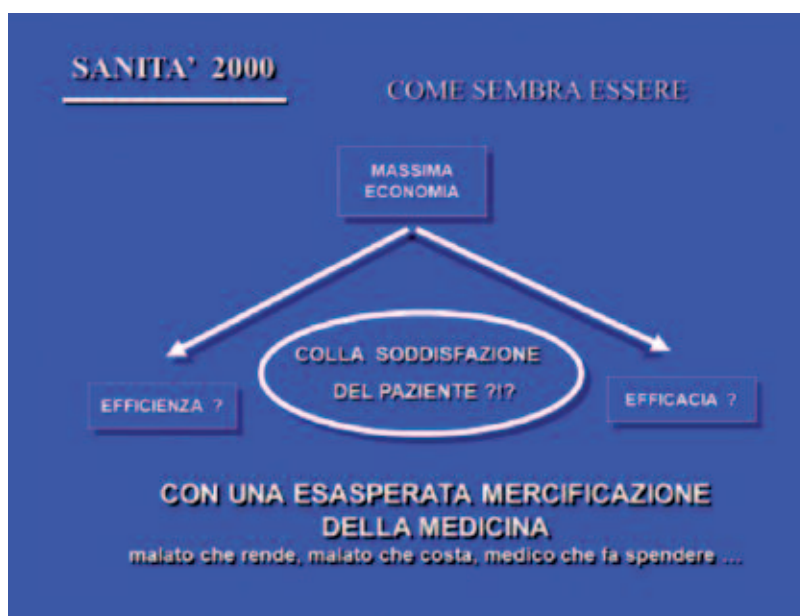 SANITA' 2000
COME SEMBRA ESSERE
MASSIMA
ECONOMIA
COLLA SODDISFAZIONE
DEL PAZIENTE ?!?
EFFICIENZA ?
EFFICACIA ?
CON UNA ESASPERATA MERCIFICAZIONE
DELLA MEDICINA
malato che rende, malato che costa, medico che fa spendere ...